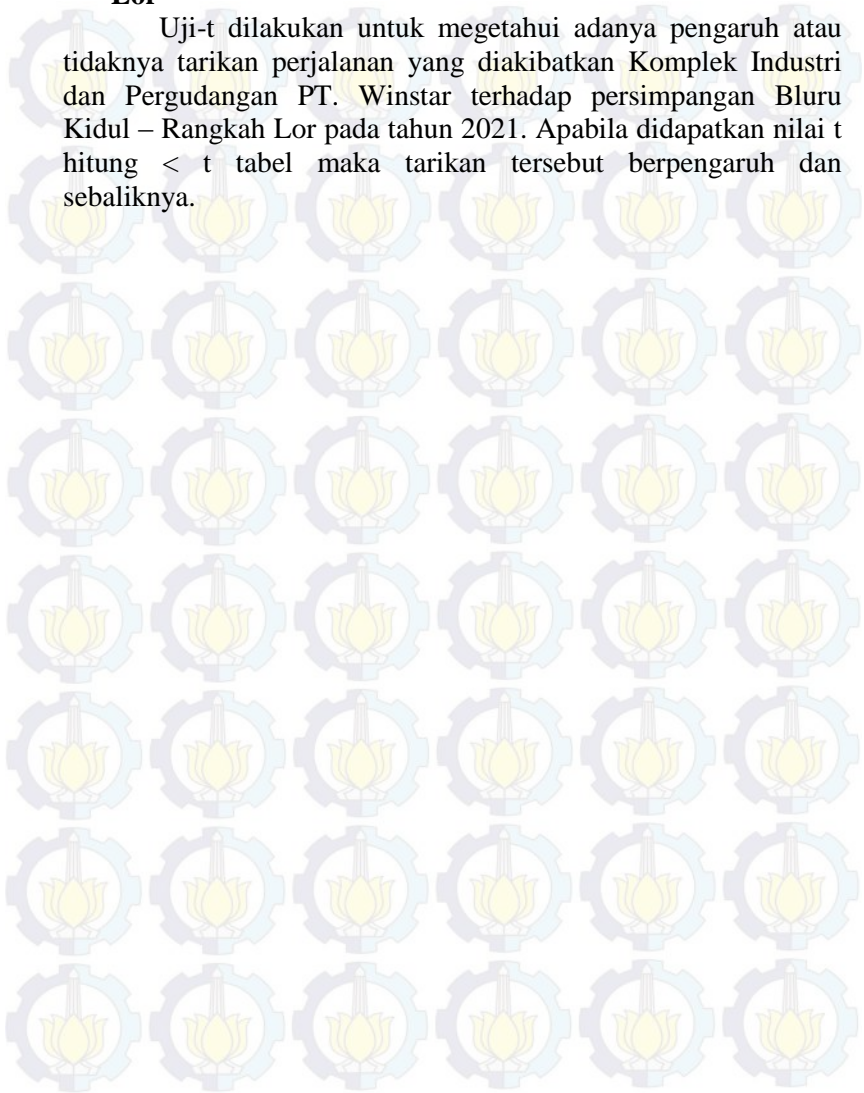 Lor
Uji-t dilakukan untuk megetahui adanya pengaruh atau
tidaknya tarikan perjalanan yang diakibatkan Komplek Industri
dan Pergudangan PT. Winstar terhadap persimpangan Bluru
Kidul – Rangkah Lor pada tahun 2021. Apabila didapatkan nilai t
hitung < t tabel maka tarikan tersebut berpengaruh dan
sebaliknya.